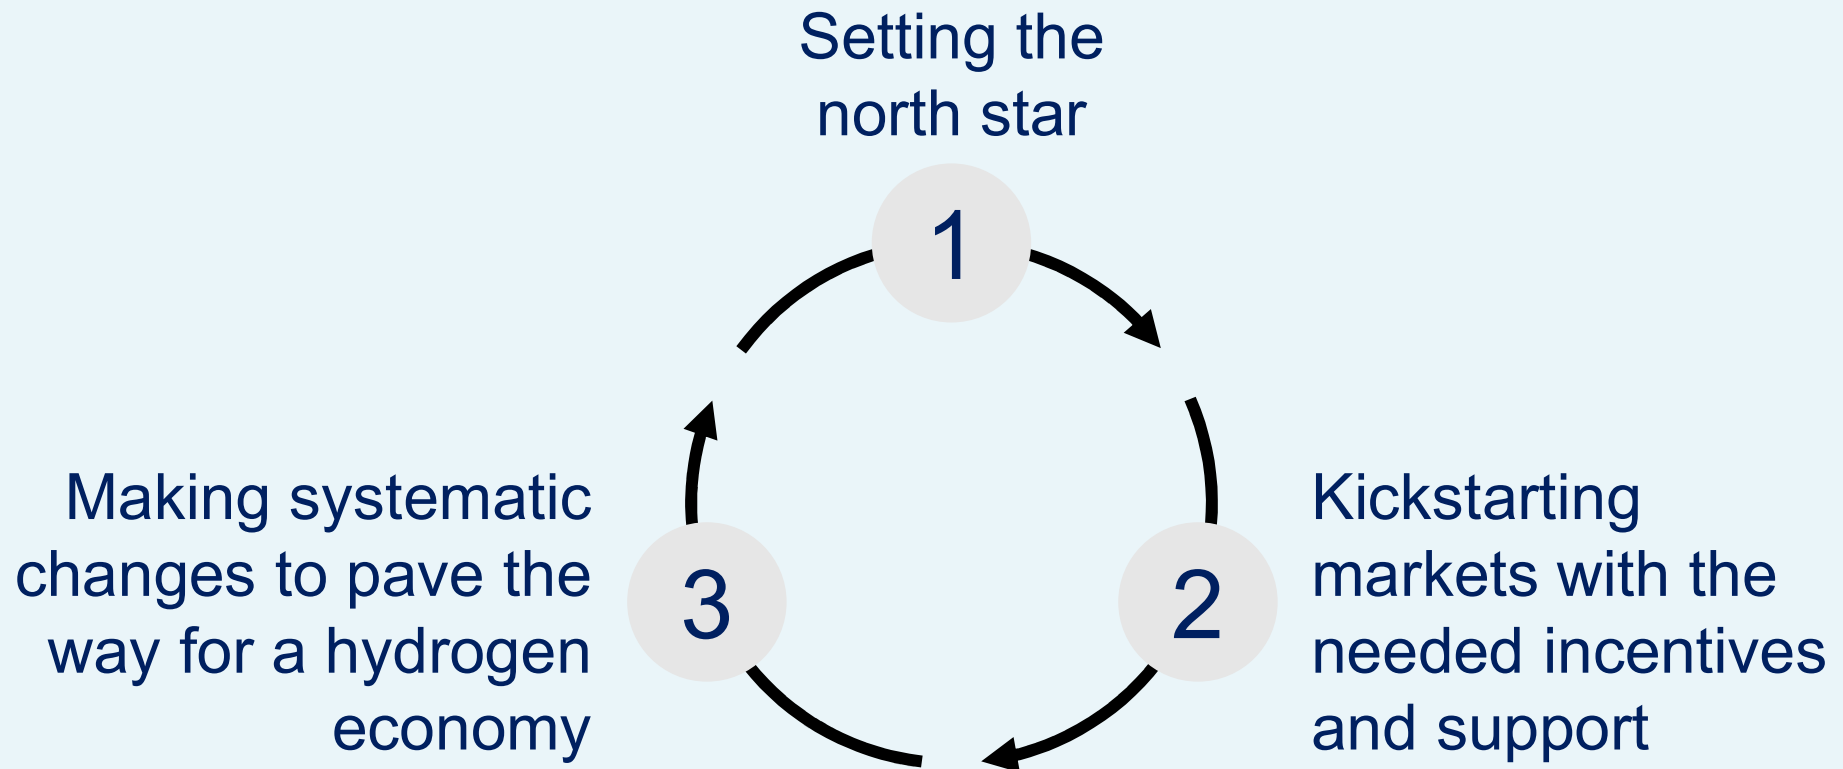 Setting the
north star
1
2
Kickstarting
markets with the
needed incentives
and support
3
Making systematic
changes to pave the
way for a hydrogen
economy